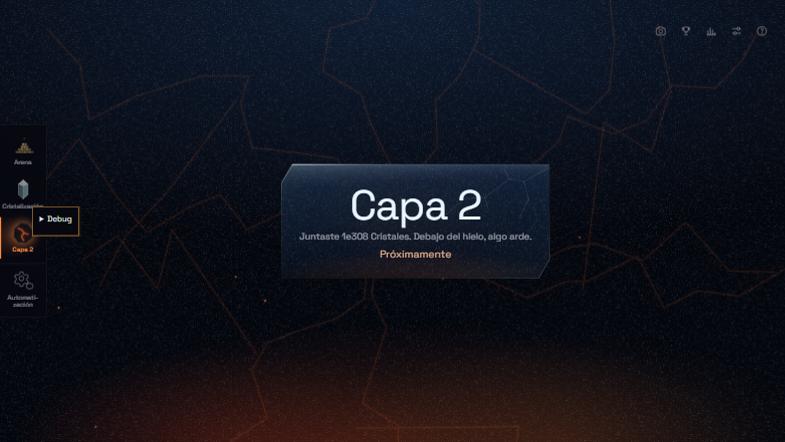 Arena
Cristalización
▶ Debug
Capa 2
Automati-
zación
Capa 2
Juntaste 1e308 Cristales. Debajo del hielo, algo arde.
Próximamente